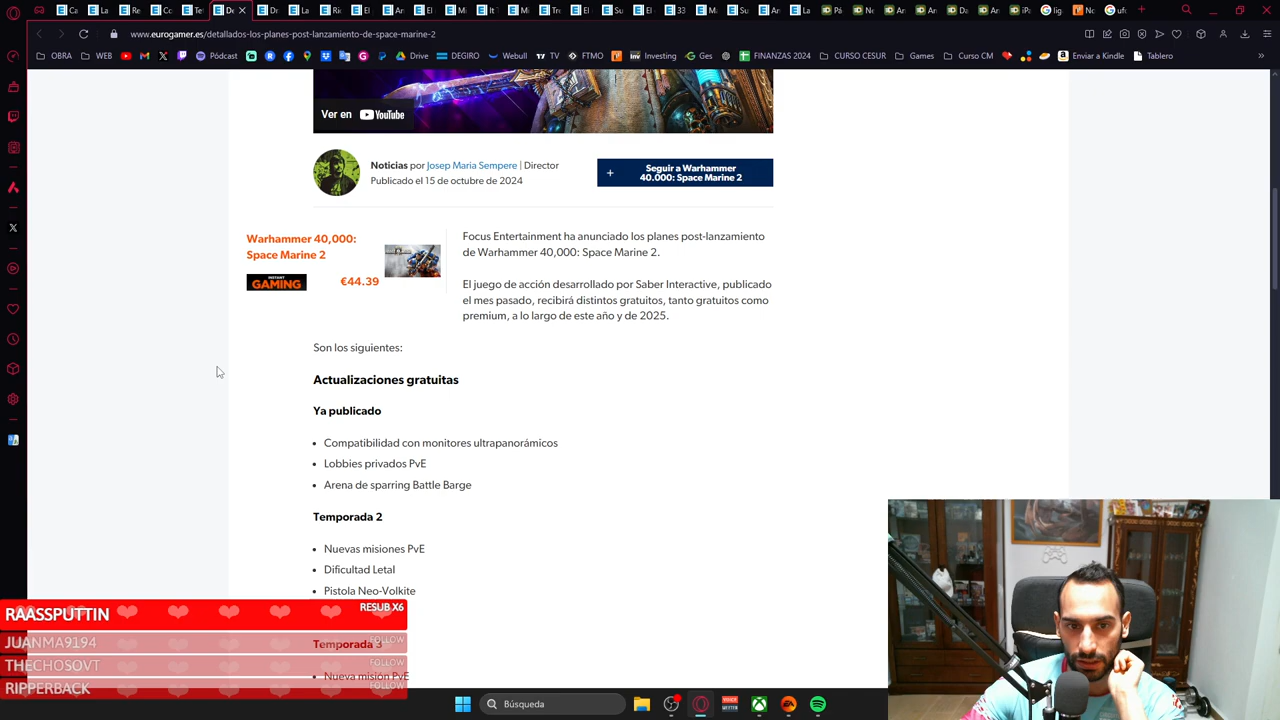 www.eurogamer.es/detallados-los-planes-post-lanzamiento-de-space-marine-2
OBRA
WEB
Pódcast
Drive
DEGIRO
Webull
TV
FTMO
Investing
Ges
FINANZAS 2024
CURSO CESUR
Games
Curso CM
Enviar a Kindle
Tablero
Ver en YouTube
Noticias por Josep Maria Sempere | Director
Publicado el 15 de octubre de 2024
+ Seguir a Warhammer
40.000: Space Marine 2
Warhammer 40,000:
Space Marine 2
INSTANT
GAMING
€44.39
Focus Entertainment ha anunciado los planes post-lanzamiento
de Warhammer 40,000: Space Marine 2.
El juego de acción desarrollado por Saber Interactive, publicado
el mes pasado, recibirá distintos gratuitos, tanto gratuitos como
premium, a lo largo de este año y de 2025.
Son los siguientes:
Actualizaciones gratuitas
Ya publicado
• Compatibilidad con monitores ultrapanorámicos
• Lobbies privados PvE
• Arena de sparring Battle Barge
Temporada 2
• Nuevas misiones PvE
• Dificultad Letal
• Pistola Neo-Volkite
RAASSPUTTIN
RESUB X6
JUANMA9194
FOLLOW
Temporada 3
THECHOSOVT
FOLLOW
Nueva misión PvE
RIPPERBACK
FOLLOW
Búsqueda